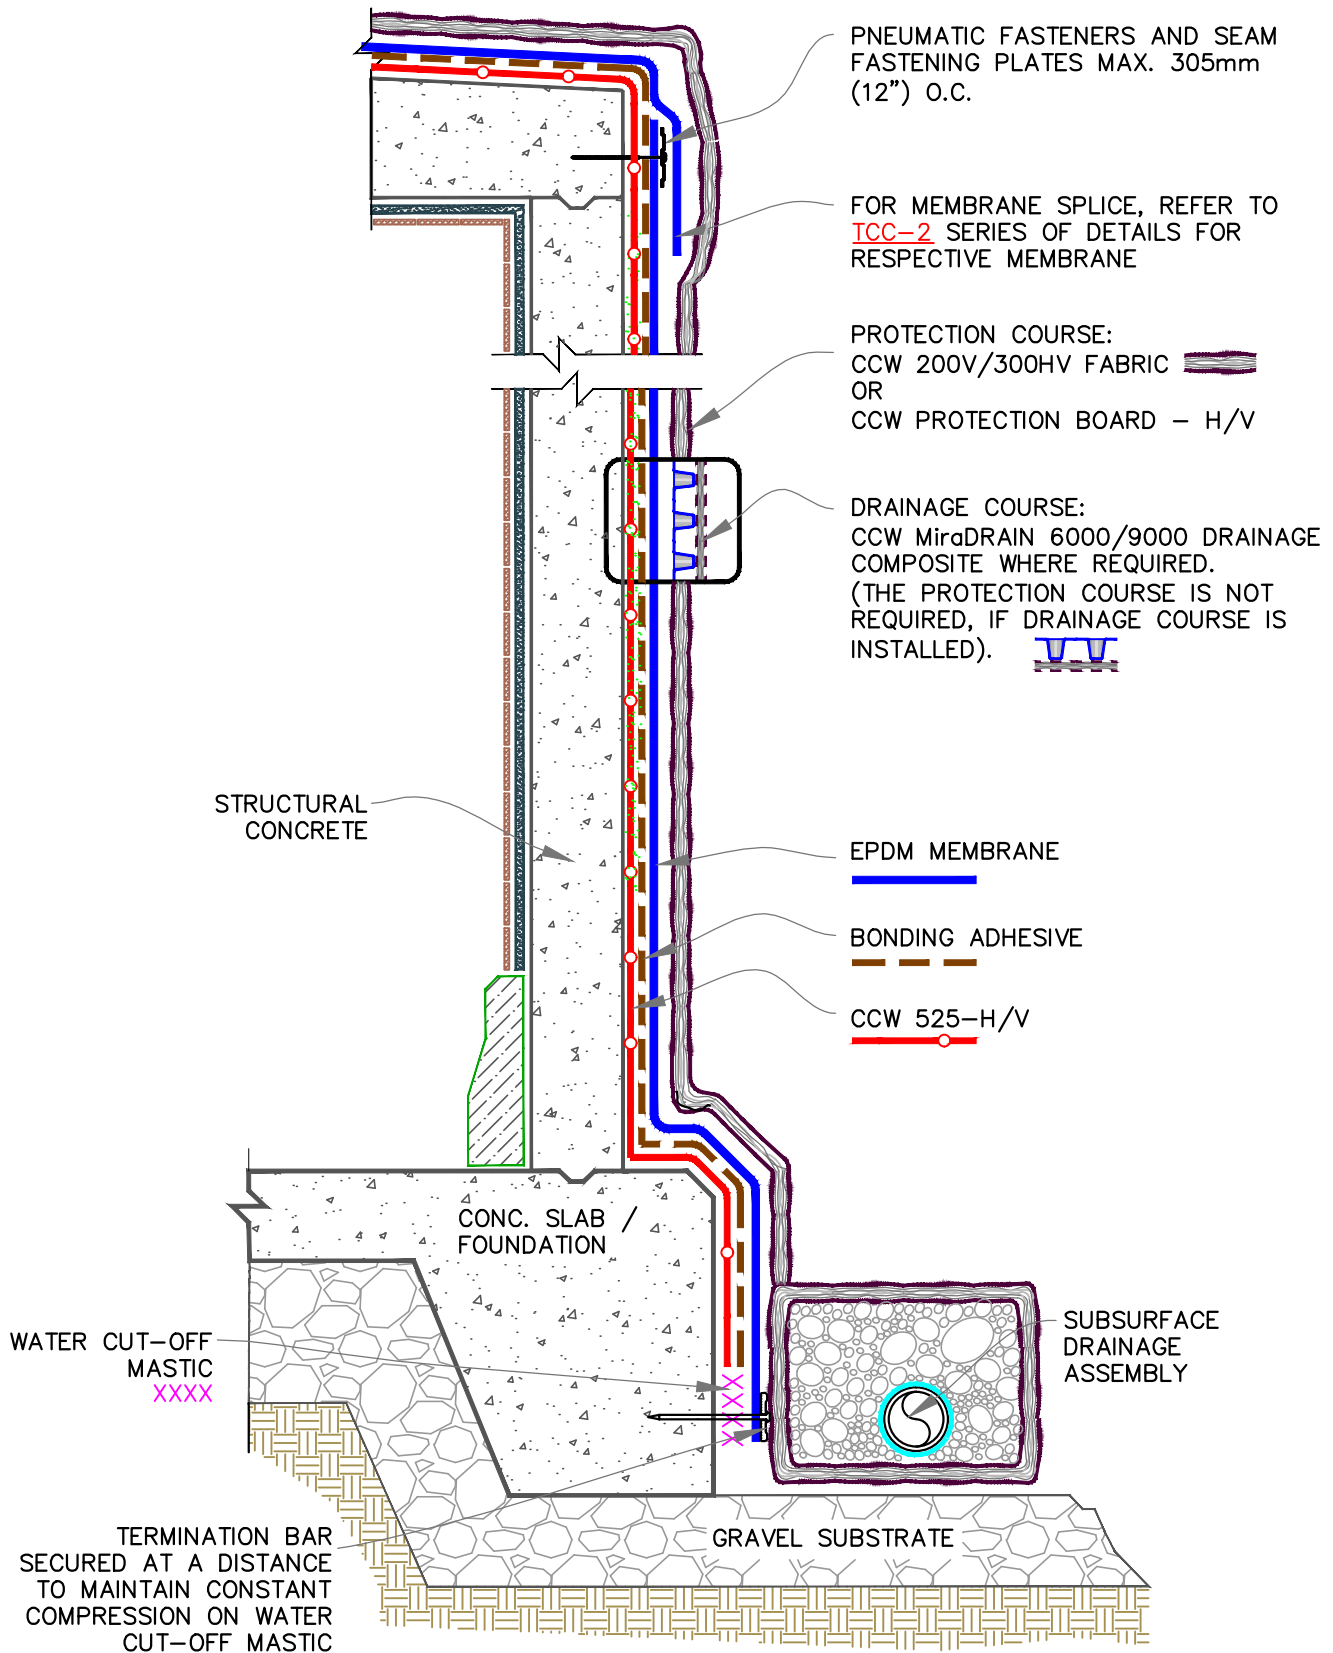 PNEUMATIC FASTENERS AND SEAM
FASTENING PLATES MAX. 305mm
(12") O.C.
FOR MEMBRANE SPLICE, REFER TO
TCC-2 SERIES OF DETAILS FOR
RESPECTIVE MEMBRANE
PROTECTION COURSE:
CCW 200V/300HV FABRIC
OR
CCW PROTECTION BOARD - H/V
DRAINAGE COURSE:
CCW MiraDRAIN 6000/9000 DRAINAGE
COMPOSITE WHERE REQUIRED.
(THE PROTECTION COURSE IS NOT
REQUIRED, IF DRAINAGE COURSE IS
INSTALLED).
STRUCTURAL
CONCRETE
EPDM MEMBRANE
BONDING ADHESIVE
CCW 525-H/V
CONC. SLAB /
FOUNDATION
WATER CUT-OFF
MASTIC
XXXX
SUBSURFACE
DRAINAGE
ASSEMBLY
GRAVEL SUBSTRATE
TERMINATION BAR
SECURED AT A DISTANCE
TO MAINTAIN CONSTANT
COMPRESSION ON WATER
CUT-OFF MASTIC